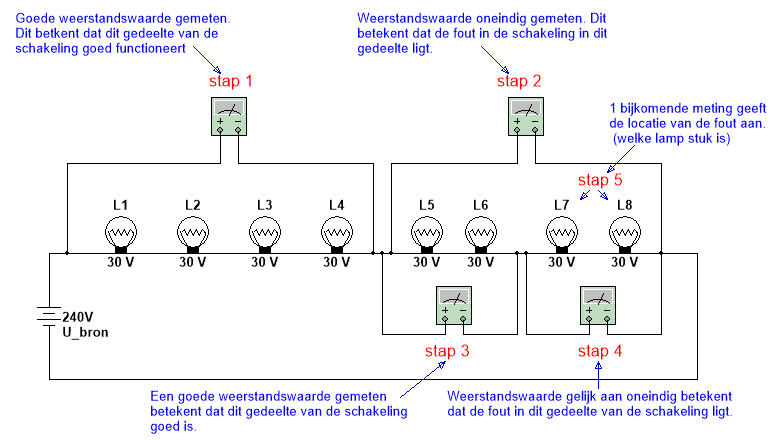 Goede weerstandswaarde gemeten.
Dit betkent dat dit gedeelte van de
schakeling goed functioneert
stap 1
Weerstandswaarde oneindig gemeten. Dit
betekent dat de fout in de schakeling in dit
gedeelte ligt.
stap 2
1 bijkomende meting geeft
de locatie van de fout aan.
(welke lamp stuk is)
stap 5
+ −
+ −
L1 L2 L3 L4 L5 L6 L7 L8
30 V 30 V 30 V 30 V 30 V 30 V 30 V 30 V
240V
U_bron
+ −
+ −
stap 3
stap 4
Een goede weerstandswaarde gemeten
betekent dat dit gedeelte van de schakeling
goed is.
Weerstandswaarde gelijk aan oneindig betekent
dat de fout in dit gedeelte van de schakeling ligt.